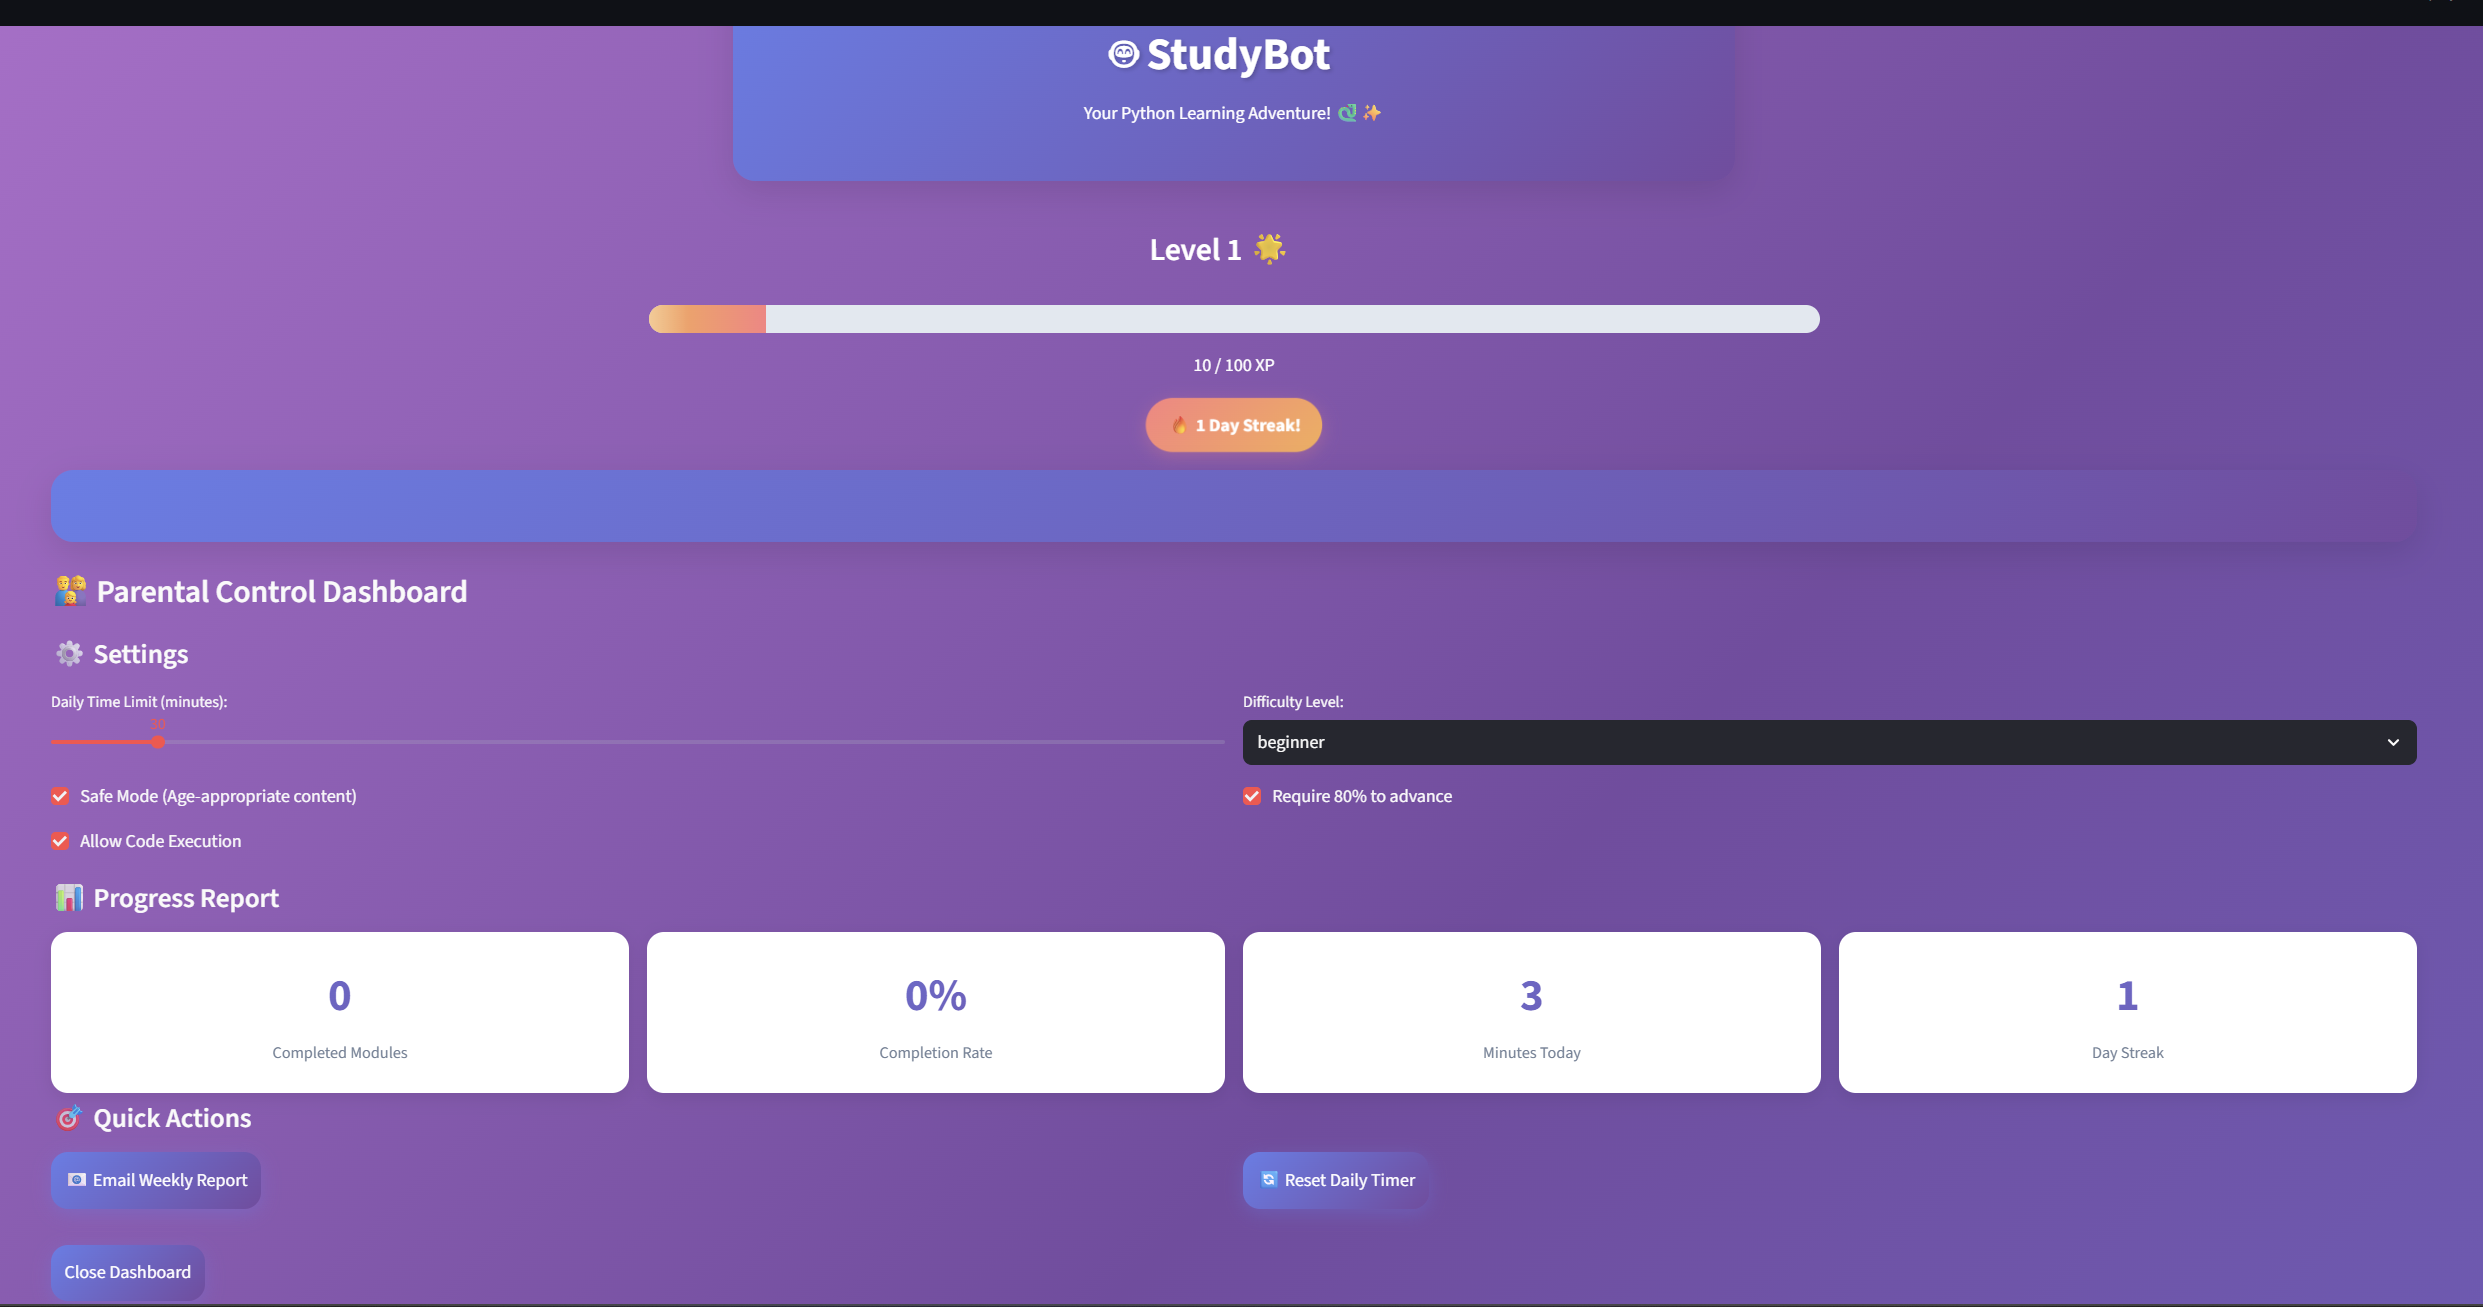 StudyBot
Your Python Learning Adventure!
Level 1
10 / 100 XP
1 Day Streak!
Parental Control Dashboard
Settings
Daily Time Limit (minutes):
30
Difficulty Level:
beginner
Safe Mode (Age-appropriate content)
Require 80% to advance
Allow Code Execution
Progress Report
0
Completed Modules
0%
Completion Rate
3
Minutes Today
1
Day Streak
Quick Actions
Email Weekly Report
Reset Daily Timer
Close Dashboard